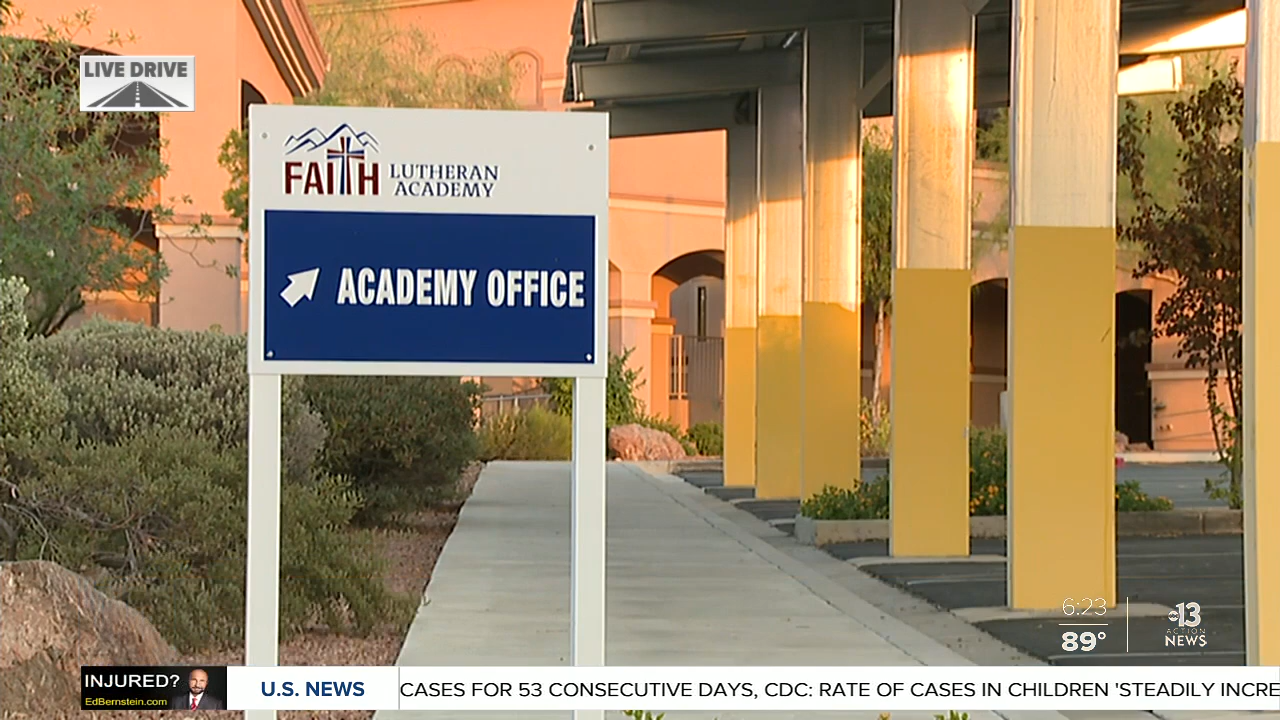 LIVE DRIVE
FAITH LUTHERAN
ACADEMY
ACADEMY OFFICE
6:23
89°
abc 13
ACTION
NEWS
INJURED?
EdBernstein.com
U.S. NEWS
CASES FOR 53 CONSECUTIVE DAYS, CDC: RATE OF CASES IN CHILDREN 'STEADILY INCRE